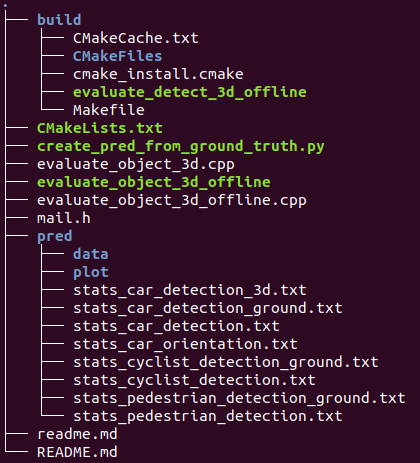 .
├── build
│   ├── CMakeCache.txt
│   ├── CMakeFiles
│   ├── cmake_install.cmake
│   ├── evaluate_detect_3d_offline
│   └── Makefile
├── CMakeLists.txt
├── create_pred_from_ground_truth.py
├── evaluate_object_3d.cpp
├── evaluate_object_3d_offline
├── evaluate_object_3d_offline.cpp
├── mail.h
├── pred
│   ├── data
│   ├── plot
│   ├── stats_car_detection_3d.txt
│   ├── stats_car_detection_ground.txt
│   ├── stats_car_detection.txt
│   ├── stats_car_orientation.txt
│   ├── stats_cyclist_detection_ground.txt
│   ├── stats_cyclist_detection.txt
│   ├── stats_pedestrian_detection_ground.txt
│   └── stats_pedestrian_detection.txt
├── readme.md
└── README.md